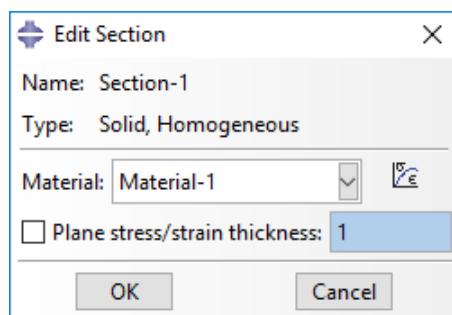 Edit Section
Name: Section-1
Type: Solid, Homogeneous
Material: Material-1
Plane stress/strain thickness: 1
OK Cancel